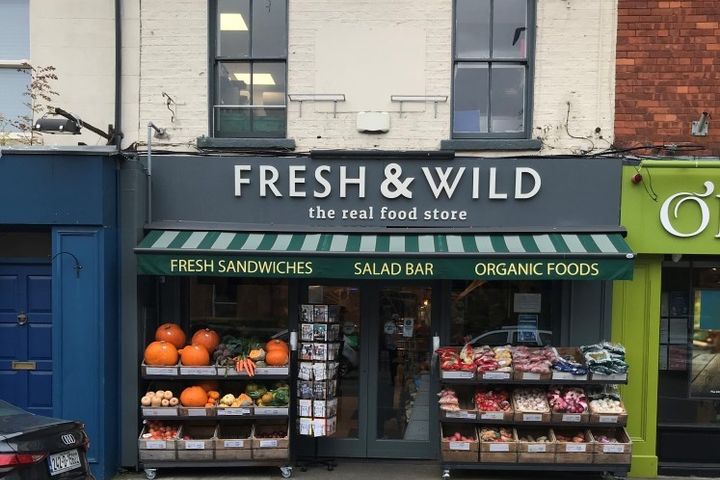 FRESH & WILD
the real food store
FRESH SANDWICHES SALAD BAR ORGANIC FOODS
O'